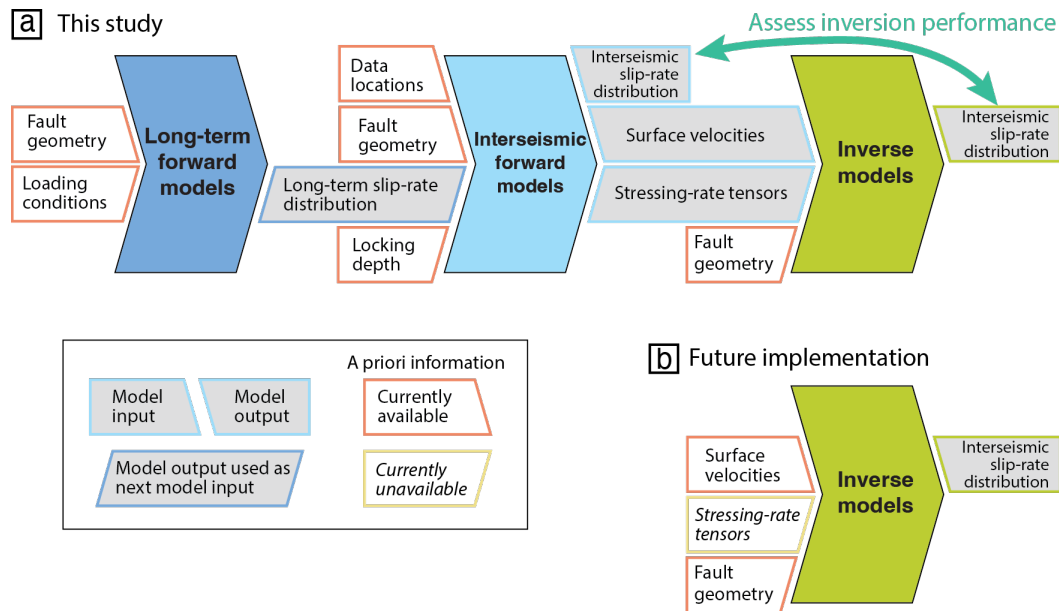 a This study
Assess inversion performance
Fault
geometry
Loading
conditions
Long-term
forward
models
Data
locations
Fault
geometry
Long-term slip-rate
distribution
Locking
depth
Interseismic
forward
models
Interseismic
slip-rate
distribution
Surface velocities
Stressing-rate tensors
Fault
geometry
Inverse
models
Interseismic
slip-rate
distribution
A priori information
Model
input
Model
output
Currently
available
Model output used as
next model input
Currently
unavailable
b Future implementation
Surface
velocities
Stressing-rate
tensors
Fault
geometry
Inverse
models
Interseismic
slip-rate
distribution